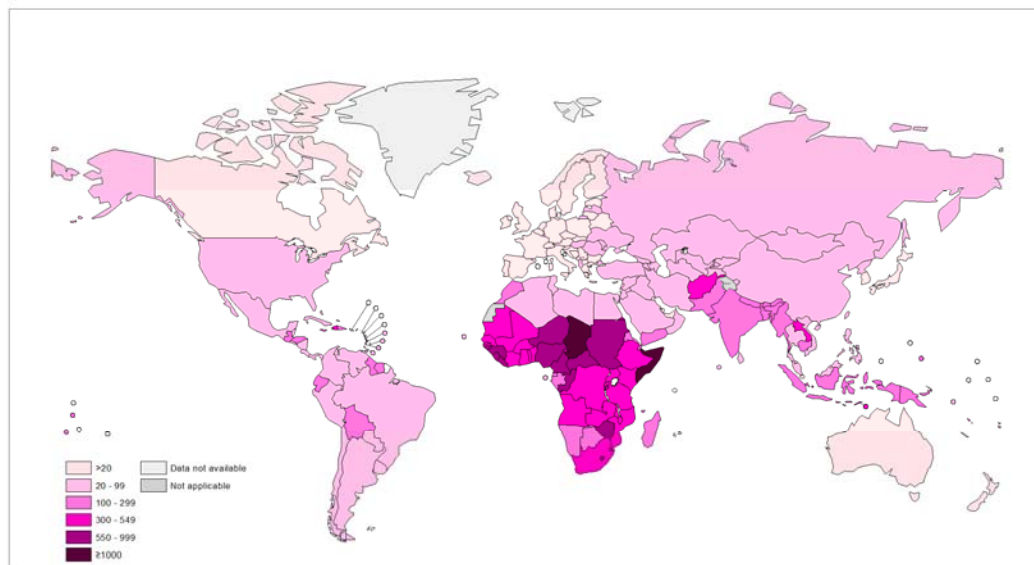 >20
20 - 99
100 - 299
300 - 549
550 - 999
≥1000
Data not available
Not applicable